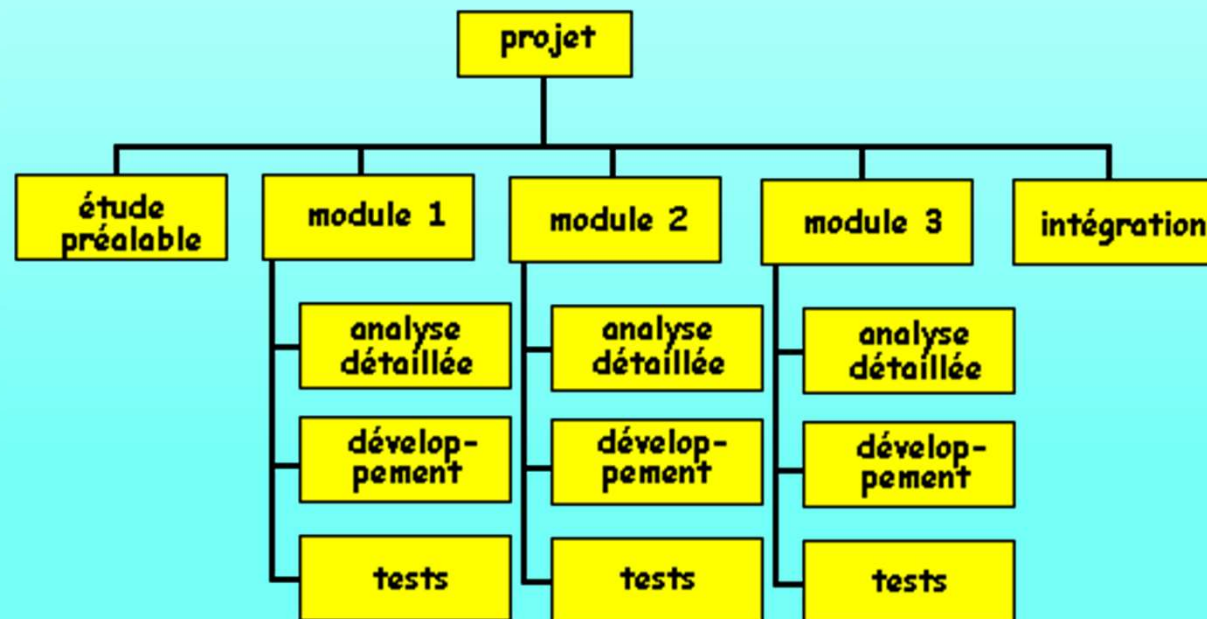 projet
étude
préalable
module 1
module 2
module 3
intégration
analyse
détaillée
analyse
détaillée
analyse
détaillée
dévelop-
pement
dévelop-
pement
dévelop-
pement
tests
tests
tests